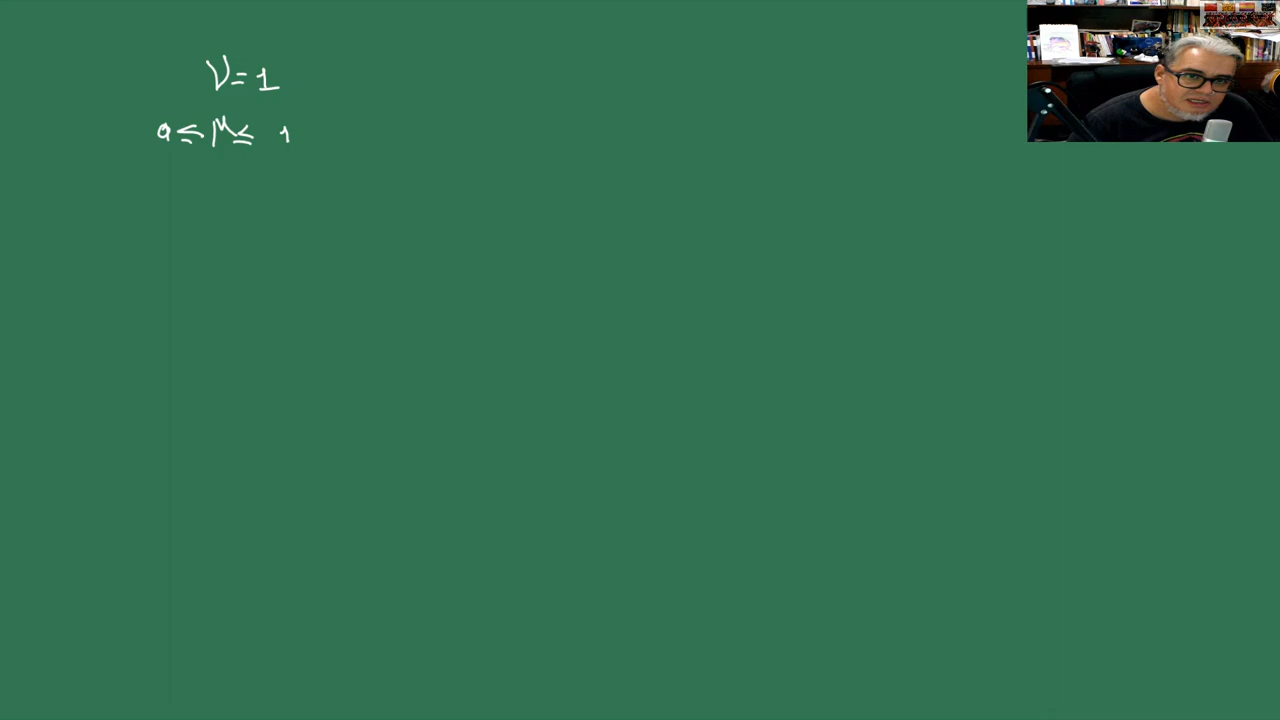 ν = 1
0 ≤ μ ≤ 1